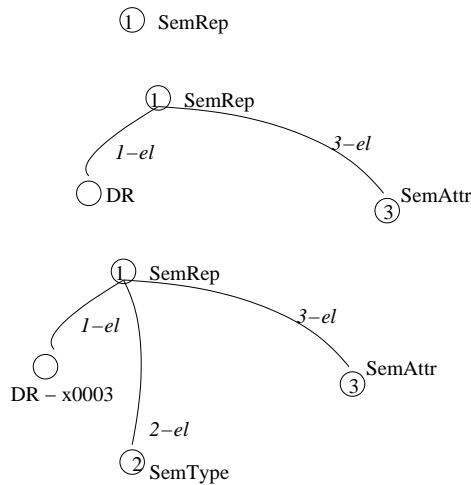 1 SemRep
1 SemRep
1-el
3-el
DR
SemAttr
3
1 SemRep
1-el
3-el
SemAttr
3
DR - x0003
2-el
2
SemType